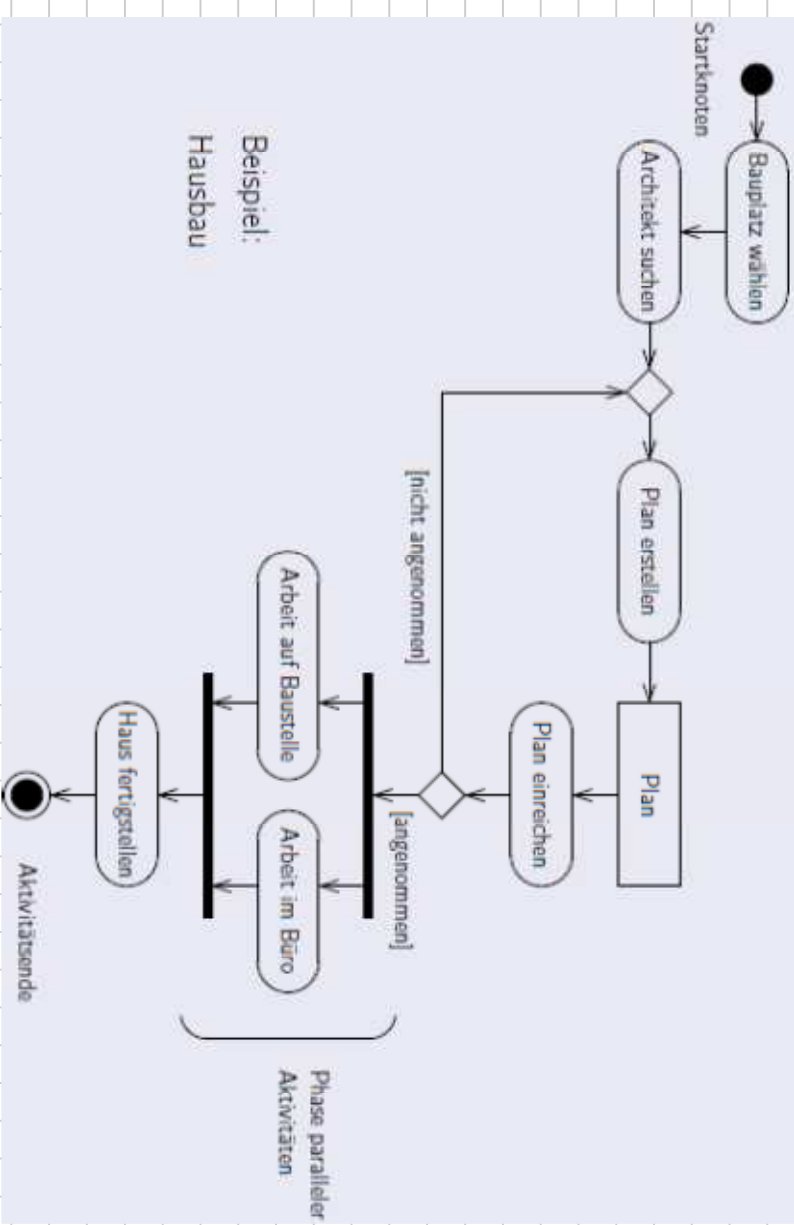 Startknoten
Bauplatz wählen
Architekt suchen
Plan erstellen
Plan
Plan einreichen
[nicht angenommen]
[angenommen]
Arbeit auf Baustelle
Arbeit im Büro
Phase paralleler
Aktivitäten
Haus fertigstellen
Aktivitätsende
Beispiel:
Hausbau